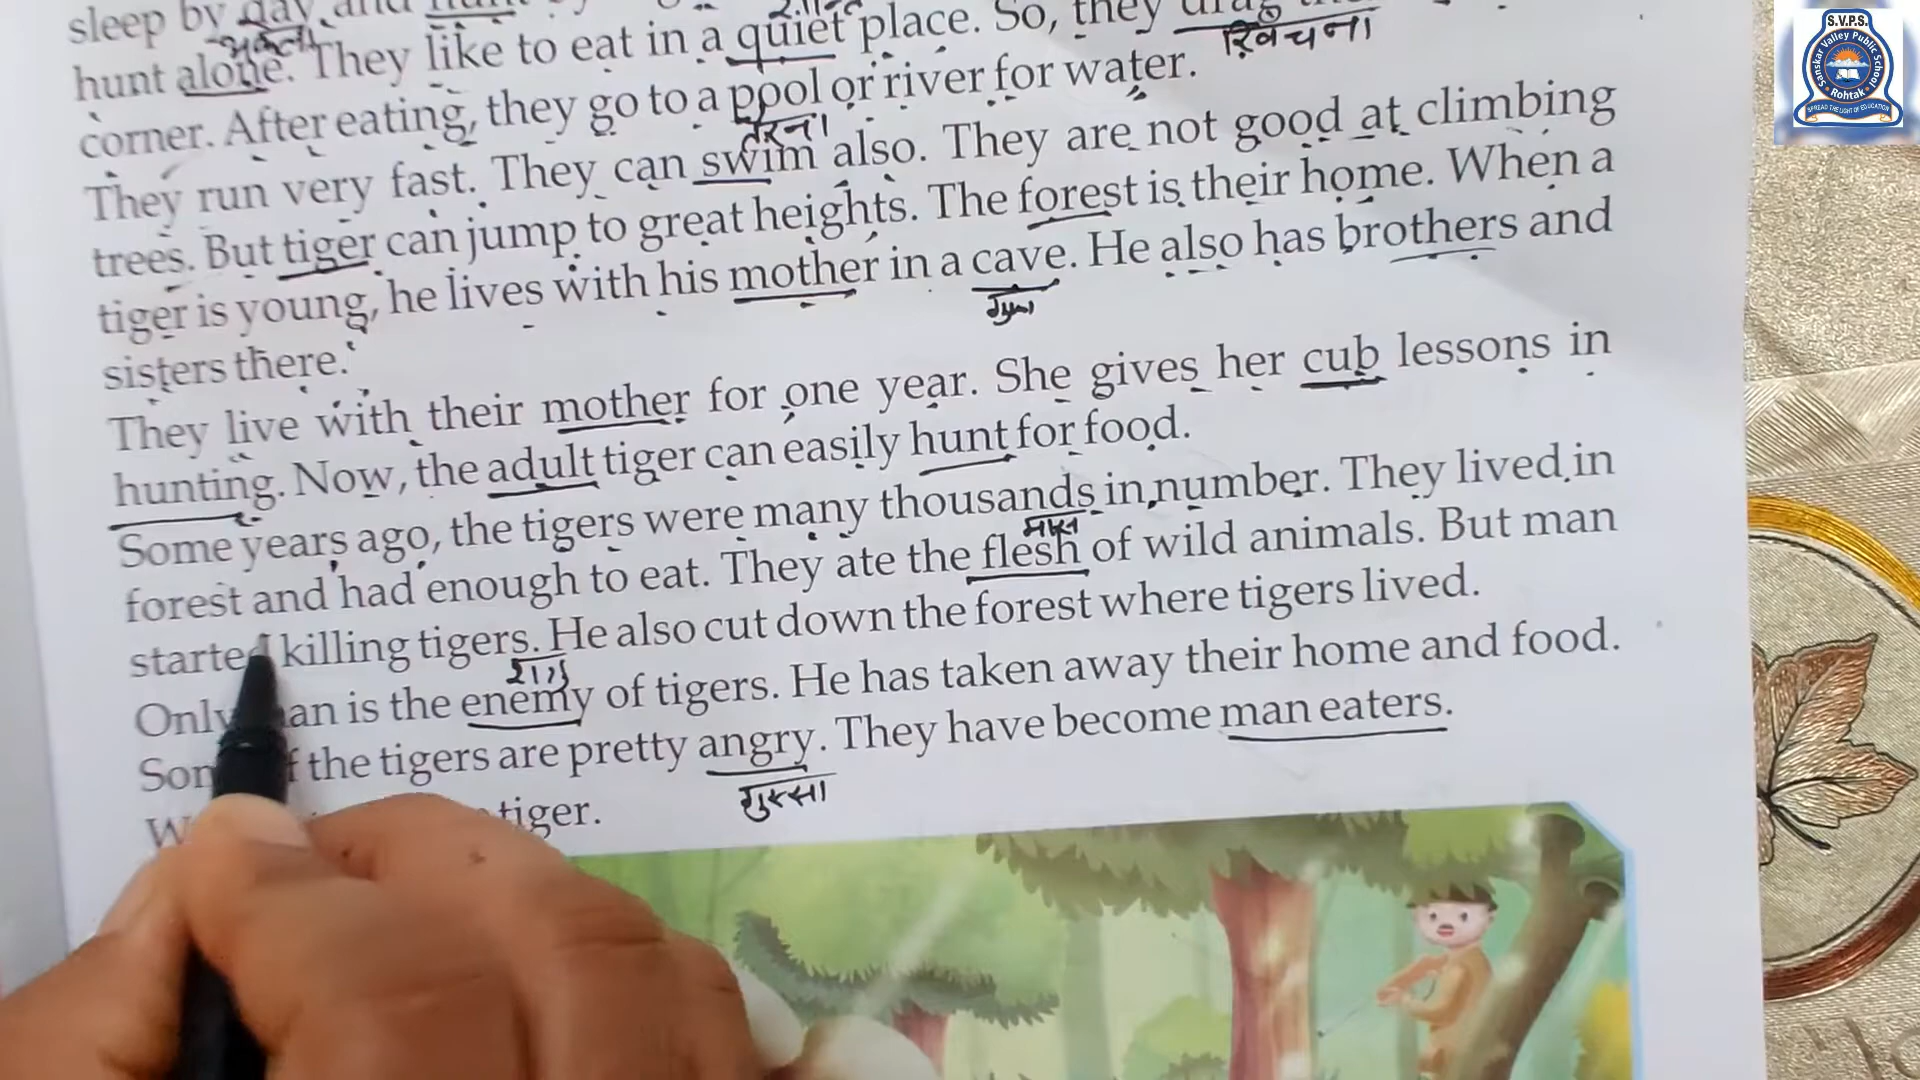 sleep by day and hunt
अकेला
hunt alone. They like to eat in a quiet place. So, they drag
खिंचना
corner. After eating, they go to a pool or river for water.
तैरना
They run very fast. They can swim also. They are not good at climbing
trees. But tiger can jump to great heights. The forest is their home. When a
tiger is young, he lives with his mother in a cave. He also has brothers and
गुफा
sisters there.
They live with their mother for one year. She gives her cub lessons in
hunting. Now, the adult tiger can easily hunt for food.
Some years ago, the tigers were many thousands in number. They lived in
forest and had enough to eat. They ate the flesh of wild animals. But man
started killing tigers. He also cut down the forest where tigers lived.
Only an is the enemy of tigers. He has taken away their home and food.
the tigers are pretty angry. They have become man eaters.
गुस्सा
tiger.
S.V.P.S.
Sanskar Valley Public School
Rohtak
SPREAD THE LIGHT OF EDUCATION